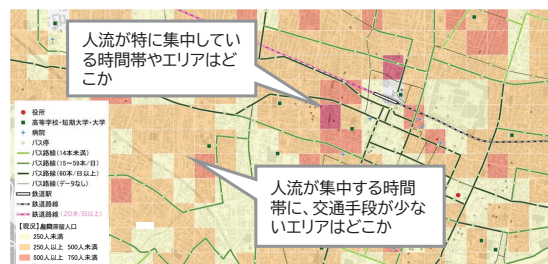 人流が特に集中してい
る時間帯やエリアはど
こか
人流が集中する時間
帯に、交通手段が少な
いエリアはどこか
役所
高等学校・短期大学・大学
病院
バス停
バス路線(14本未満)
バス路線(15～59本/日)
バス路線(60本/日以上)
バス路線(データなし)
鉄道駅
鉄道路線
鉄道路線(20本/日以上)
【現況】昼間滞留人口
250人未満
250人以上 500人未満
500人以上 750人未満